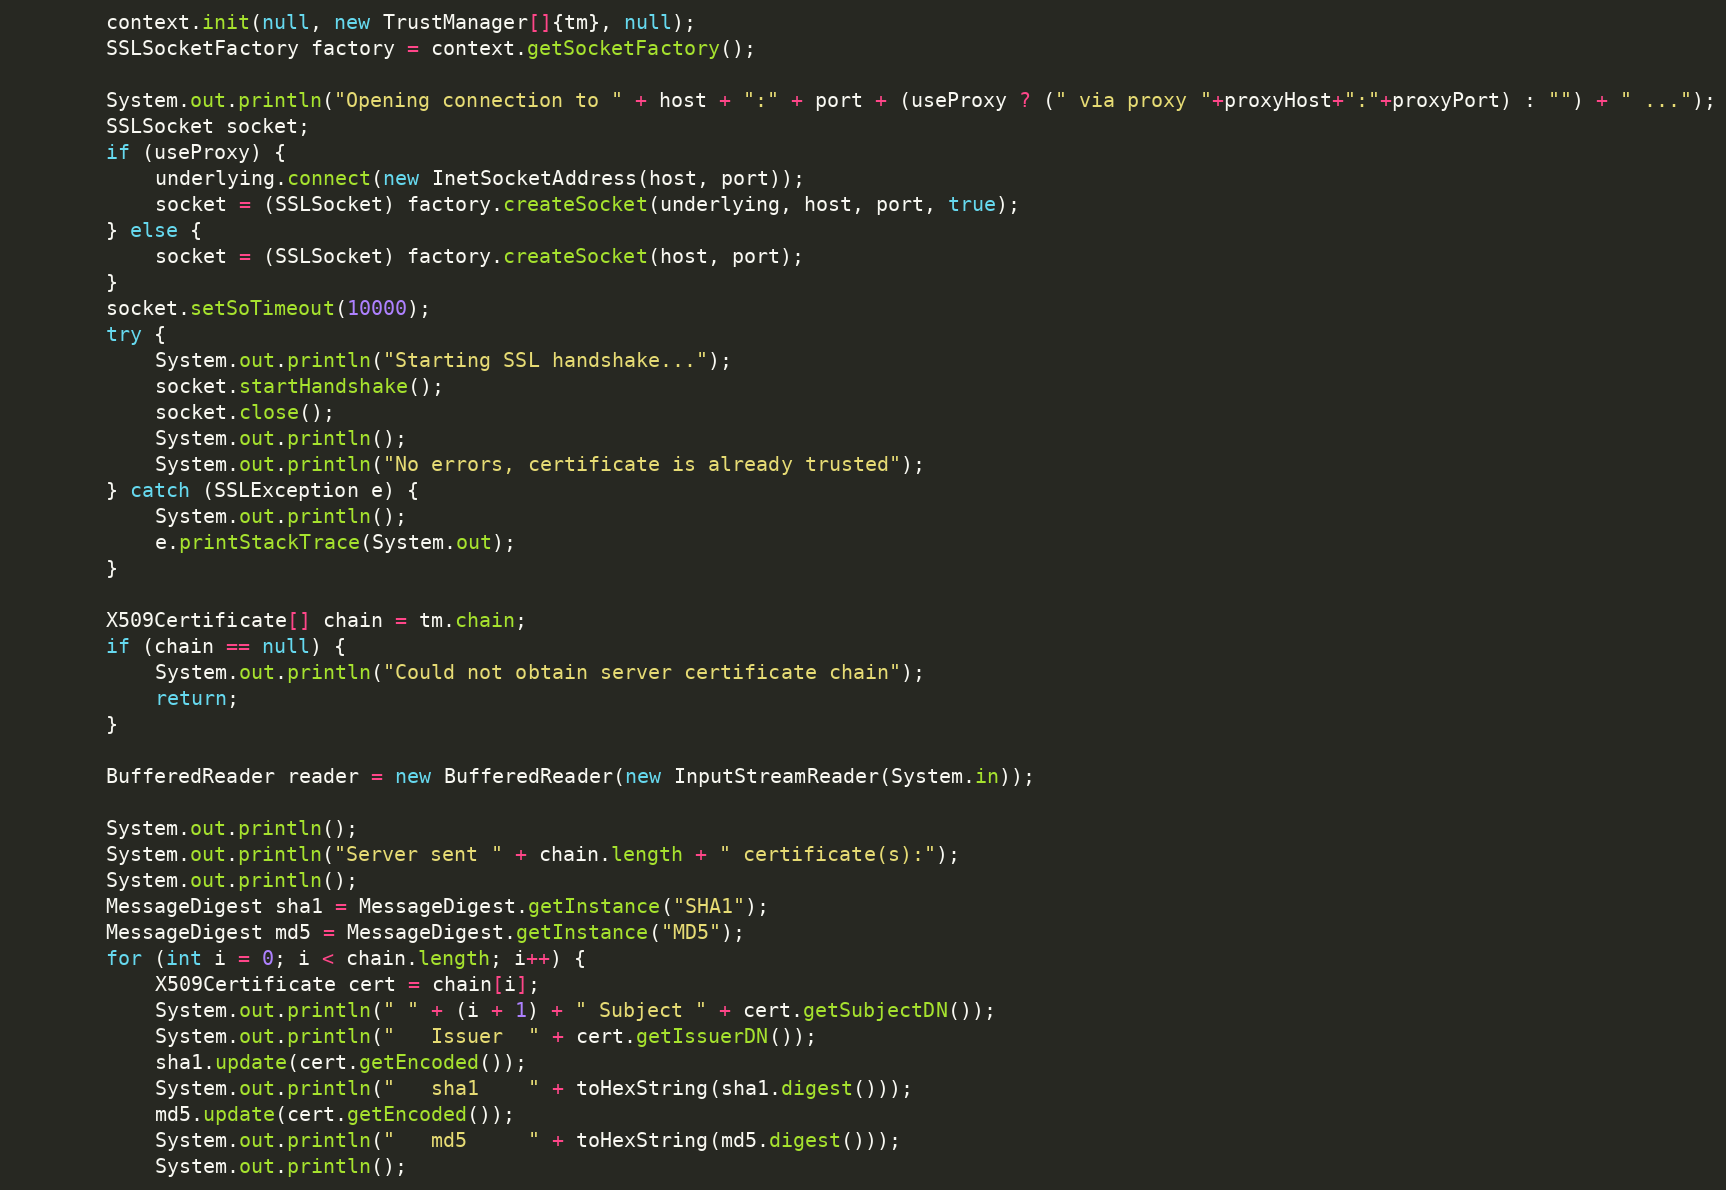 context.init(null, new TrustManager[]{tm}, null);
        SSLSocketFactory factory = context.getSocketFactory();

        System.out.println("Opening connection to " + host + ":" + port + (useProxy ? (" via proxy "+proxyHost+":"+proxyPort) : "") + " ...");
        SSLSocket socket;
        if (useProxy) {
            underlying.connect(new InetSocketAddress(host, port));
            socket = (SSLSocket) factory.createSocket(underlying, host, port, true);
        } else {
            socket = (SSLSocket) factory.createSocket(host, port);
        }
        socket.setSoTimeout(10000);
        try {
            System.out.println("Starting SSL handshake...");
            socket.startHandshake();
            socket.close();
            System.out.println();
            System.out.println("No errors, certificate is already trusted");
        } catch (SSLException e) {
            System.out.println();
            e.printStackTrace(System.out);
        }

        X509Certificate[] chain = tm.chain;
        if (chain == null) {
            System.out.println("Could not obtain server certificate chain");
            return;
        }

        BufferedReader reader = new BufferedReader(new InputStreamReader(System.in));

        System.out.println();
        System.out.println("Server sent " + chain.length + " certificate(s):");
        System.out.println();
        MessageDigest sha1 = MessageDigest.getInstance("SHA1");
        MessageDigest md5 = MessageDigest.getInstance("MD5");
        for (int i = 0; i < chain.length; i++) {
            X509Certificate cert = chain[i];
            System.out.println(" " + (i + 1) + " Subject " + cert.getSubjectDN());
            System.out.println("   Issuer  " + cert.getIssuerDN());
            sha1.update(cert.getEncoded());
            System.out.println("   sha1    " + toHexString(sha1.digest()));
            md5.update(cert.getEncoded());
            System.out.println("   md5     " + toHexString(md5.digest()));
            System.out.println();